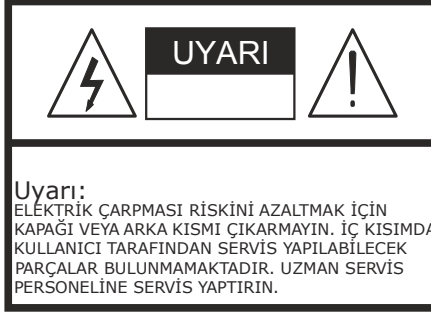 UYARI
Uyarı:
ELEKTRİK ÇARPMASI RİSKİNİ AZALTMAK İÇİN
KAPAĞI VEYA ARKA KISMI ÇIKARMAYIN. İÇ KISIMDA
KULLANICI TARAFINDAN SERVİS YAPILABİLECEK
PARÇALAR BULUNMAMAKTADIR. UZMAN SERVİS
PERSONELİNE SERVİS YAPTIRIN.